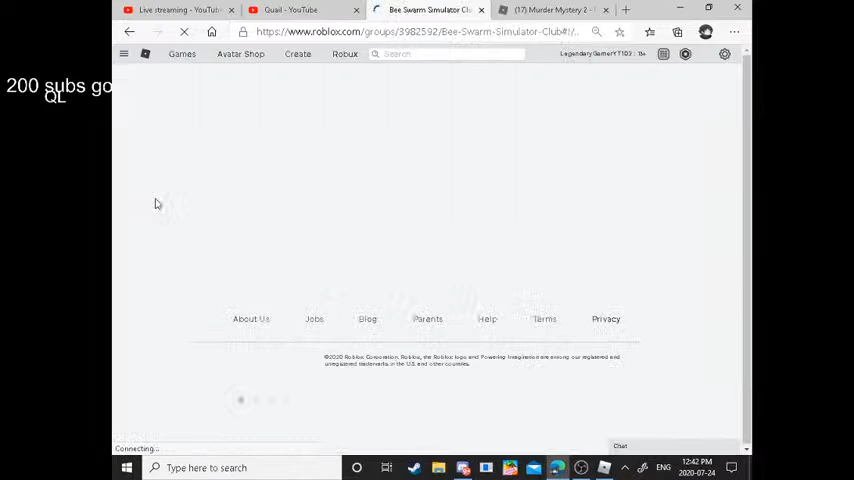 Live streaming - YouTub
Quail - YouTube
Bee Swarm Simulator Clu
(17) Murder Mystery 2 -
https://www.roblox.com/groups/3982592/Bee-Swarm-Simulator-Club#!/...
Games
Avatar Shop
Create
Robux
Search
LegendaryGamerYT102 : 13+
200 subs go
QL
About Us
Jobs
Blog
Parents
Help
Terms
Privacy
©2020 Roblox Corporation. Roblox, the Roblox logo and Powering Imagination are among our registered and
unregistered trademarks in the U.S. and other countries.
Connecting...
Chat
Type here to search
ENG
12:42 PM
2020-07-24